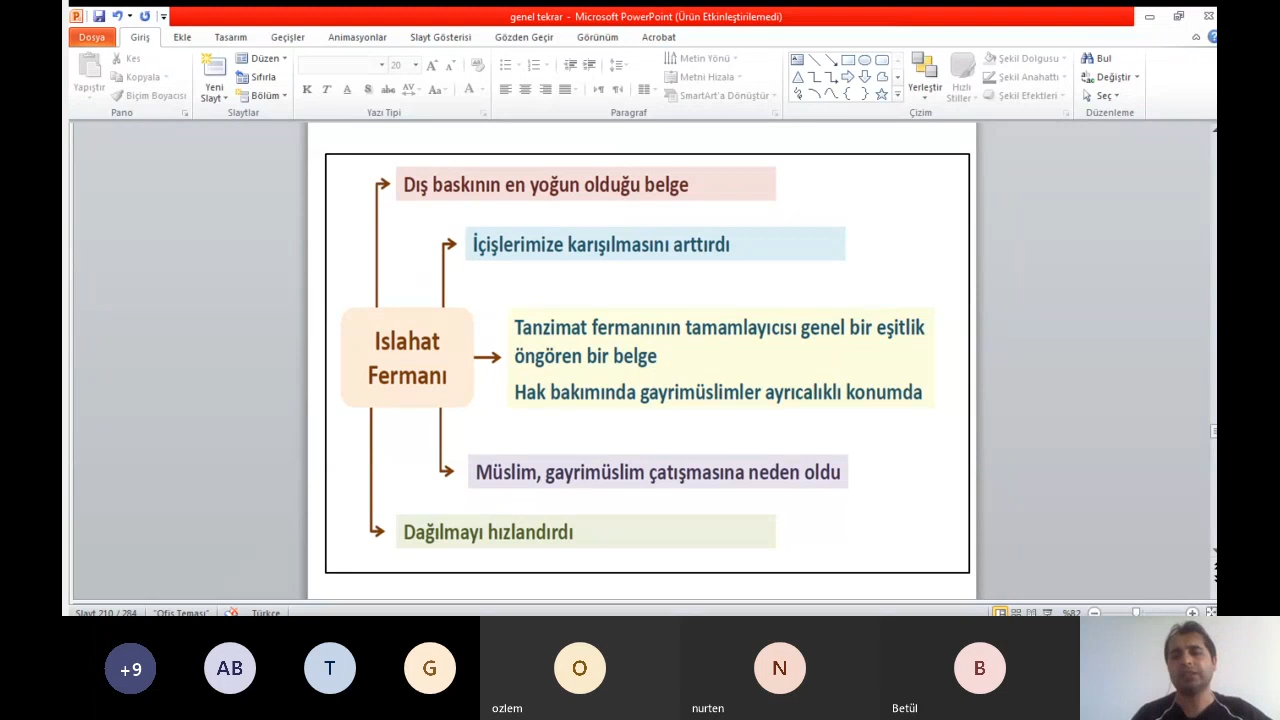 genel tekrar - Microsoft PowerPoint (Ürün Etkinleştirilemedi)
Dosya Giriş Ekle Tasarım Geçişler Animasyonlar Slayt Gösterisi Gözden Geçir Görünüm Acrobat
Yapıştır
Kes
Kopyala
Biçim Boyacısı
Pano
Yeni
Slayt
Düzen
Sıfırla
Bölüm
Slaytlar
20
K T A S abc AV Aa A
Yazı Tipi
Metin Yönü
Metni Hizala
SmartArt'a Dönüştür
Paragraf
Yerleştir
Hızlı
Stiller
Şekil Dolgusu
Şekil Anahattı
Şekil Efektleri
Çizim
Bul
Değiştir
Seç
Düzenleme
Dış baskının en yoğun olduğu belge
İçişlerimize karışılmasını arttırdı
Islahat
Fermanı
Tanzimat fermanının tamamlayıcısı genel bir eşitlik
öngören bir belge
Hak bakımında gayrimüslimler ayrıcalıklı konumda
Müslim, gayrimüslim çatışmasına neden oldu
Dağılmayı hızlandırdı
Slayt 210 / 284 "Ofis Teması" Türkçe %82
+9 AB T G O N B
ozlem nurten Betül